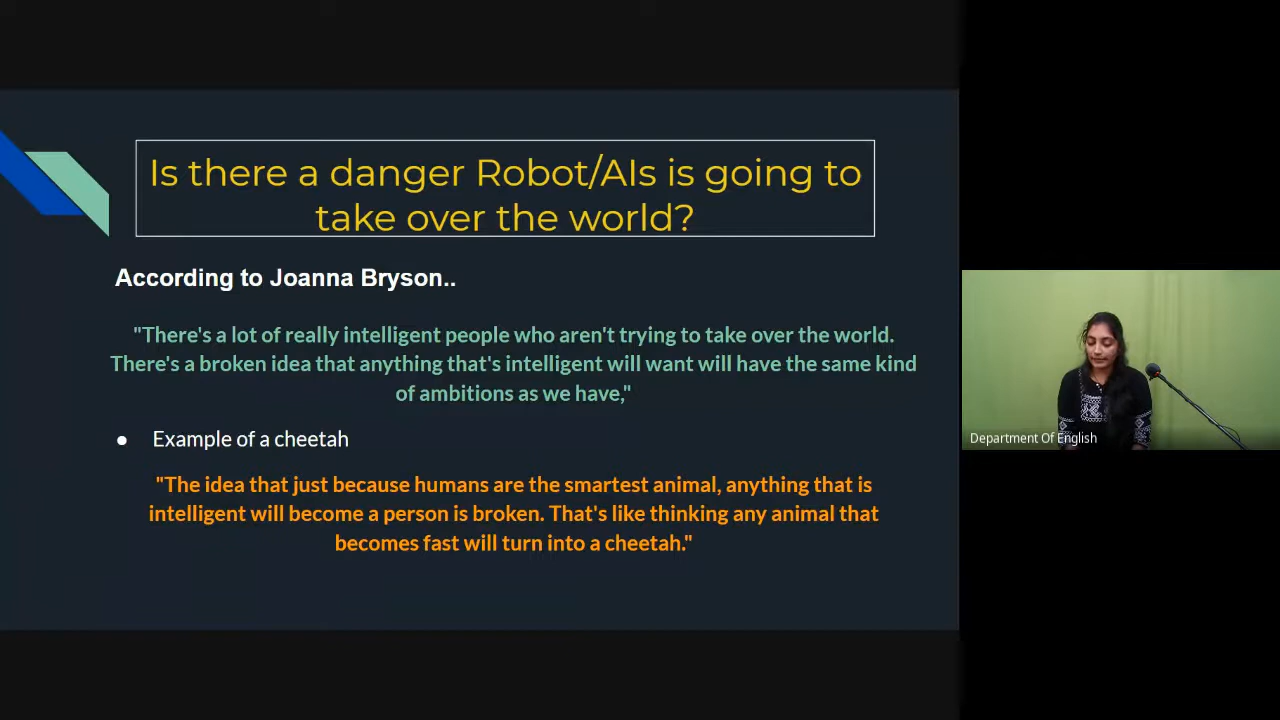 Is there a danger Robot/AIs is going to
take over the world?
According to Joanna Bryson..
"There's a lot of really intelligent people who aren't trying to take over the world.
There's a broken idea that anything that's intelligent will want will have the same kind
of ambitions as we have,"
● Example of a cheetah
"The idea that just because humans are the smartest animal, anything that is
intelligent will become a person is broken. That's like thinking any animal that
becomes fast will turn into a cheetah."
Department Of English